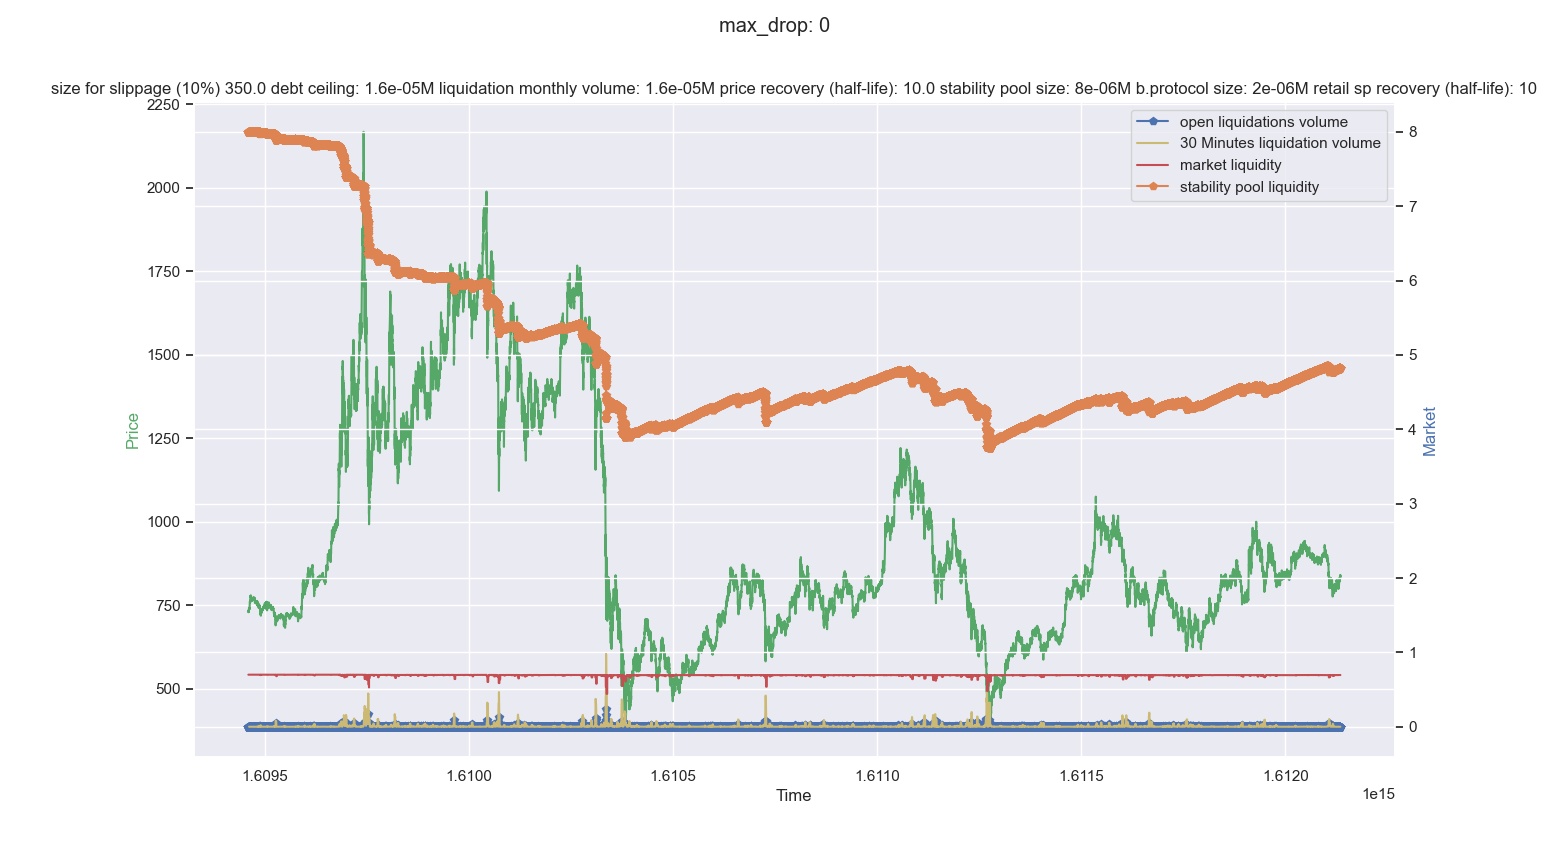 max_drop: 0
size for slippage (10%) 350.0 debt ceiling: 1.6e-05M liquidation monthly volume: 1.6e-05M price recovery (half-life): 10.0 stability pool size: 8e-06M b.protocol size: 2e-06M retail sp recovery (half-life): 10
open liquidations volume
30 Minutes liquidation volume
market liquidity
stability pool liquidity
2250
2000
1750
1500
1250
1000
750
500
Price
8
7
6
5
4
3
2
1
0
Market
1.6095 1.6100 1.6105 1.6110 1.6115 1.6120
Time
1e15